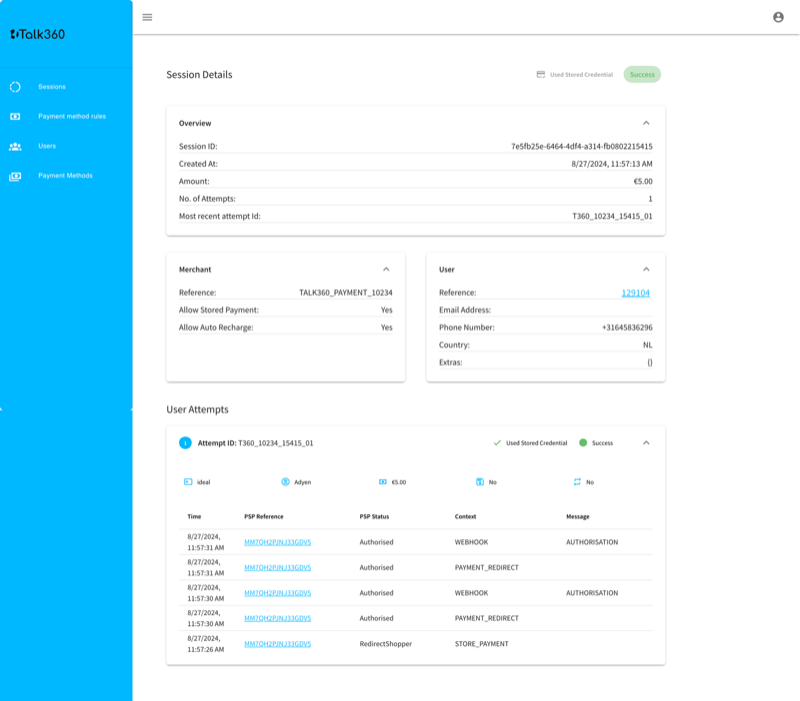 Talk360
Sessions
Payment method rules
Users
Payment Methods
Session Details
Used Stored Credential
Success
Overview
Session ID: 7e5fb25e-6464-4df4-a314-fb0802215415
Created At: 8/27/2024, 11:57:13 AM
Amount: €5.00
No. of Attempts: 1
Most recent attempt Id: T360_10234_15415_01
Merchant
Reference: TALK360_PAYMENT_10234
Allow Stored Payment: Yes
Allow Auto Recharge: Yes
User
Reference: 129104
Email Address:
Phone Number: +31645836296
Country: NL
Extras: {}
User Attempts
1 Attempt ID: T360_10234_15415_01 Used Stored Credential Success
ideal Adyen €5.00 No No
Time PSP Reference PSP Status Context Message
8/27/2024,
11:57:31 AM MM7QH2PJNJ33GDV5 Authorised WEBHOOK AUTHORISATION
8/27/2024,
11:57:31 AM MM7QH2PJNJ33GDV5 Authorised PAYMENT_REDIRECT
8/27/2024,
11:57:30 AM MM7QH2PJNJ33GDV5 Authorised WEBHOOK AUTHORISATION
8/27/2024,
11:57:30 AM MM7QH2PJNJ33GDV5 Authorised PAYMENT_REDIRECT
8/27/2024,
11:57:26 AM MM7QH2PJNJ33GDV5 RedirectShopper STORE_PAYMENT